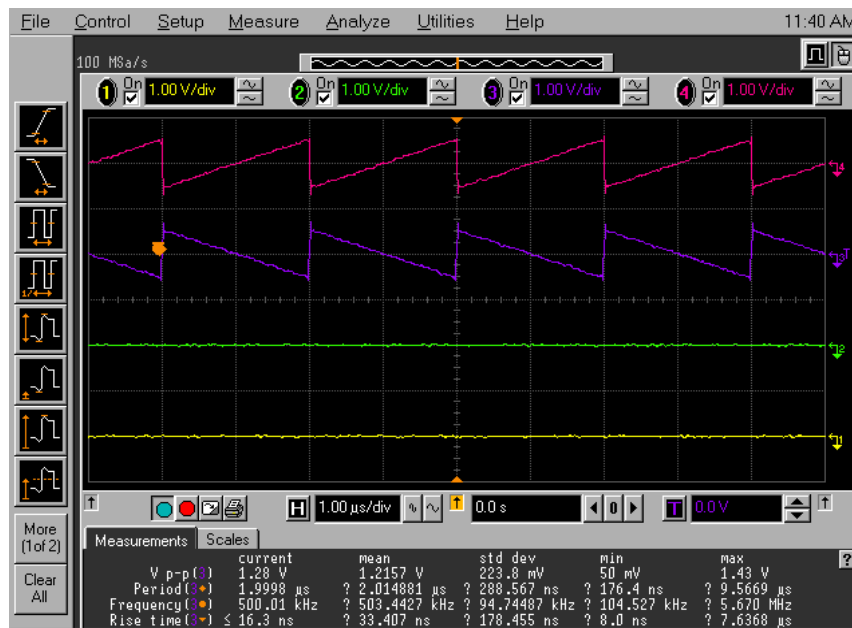 File Control Setup Measure Analyze Utilities Help 11:40 AM
100 MSa/s
1 On 1.00 V/div 2 On 1.00 V/div 3 On 1.00 V/div 4 On 1.00 V/div
4
3 T
2
1
More
(1of 2)
Clear
All
H 1.00 µs/div 0.0 s 0 T 0.0 V
Measurements Scales
current mean std dev min max ?
V p-p(3) 1.28 V 1.2157 V 223.8 mV 50 mV 1.43 V
Period(3) 1.9998 µs ? 2.014881 µs ? 288.567 ns ? 176.4 ns ? 9.5669 µs
Frequency(3) 500.01 kHz ? 503.4427 kHz ? 94.74487 kHz ? 104.527 kHz ? 5.670 MHz
Rise time(3) ≤ 16.3 ns ? 33.407 ns ? 178.455 ns ? 8.0 ns ? 7.6368 µs